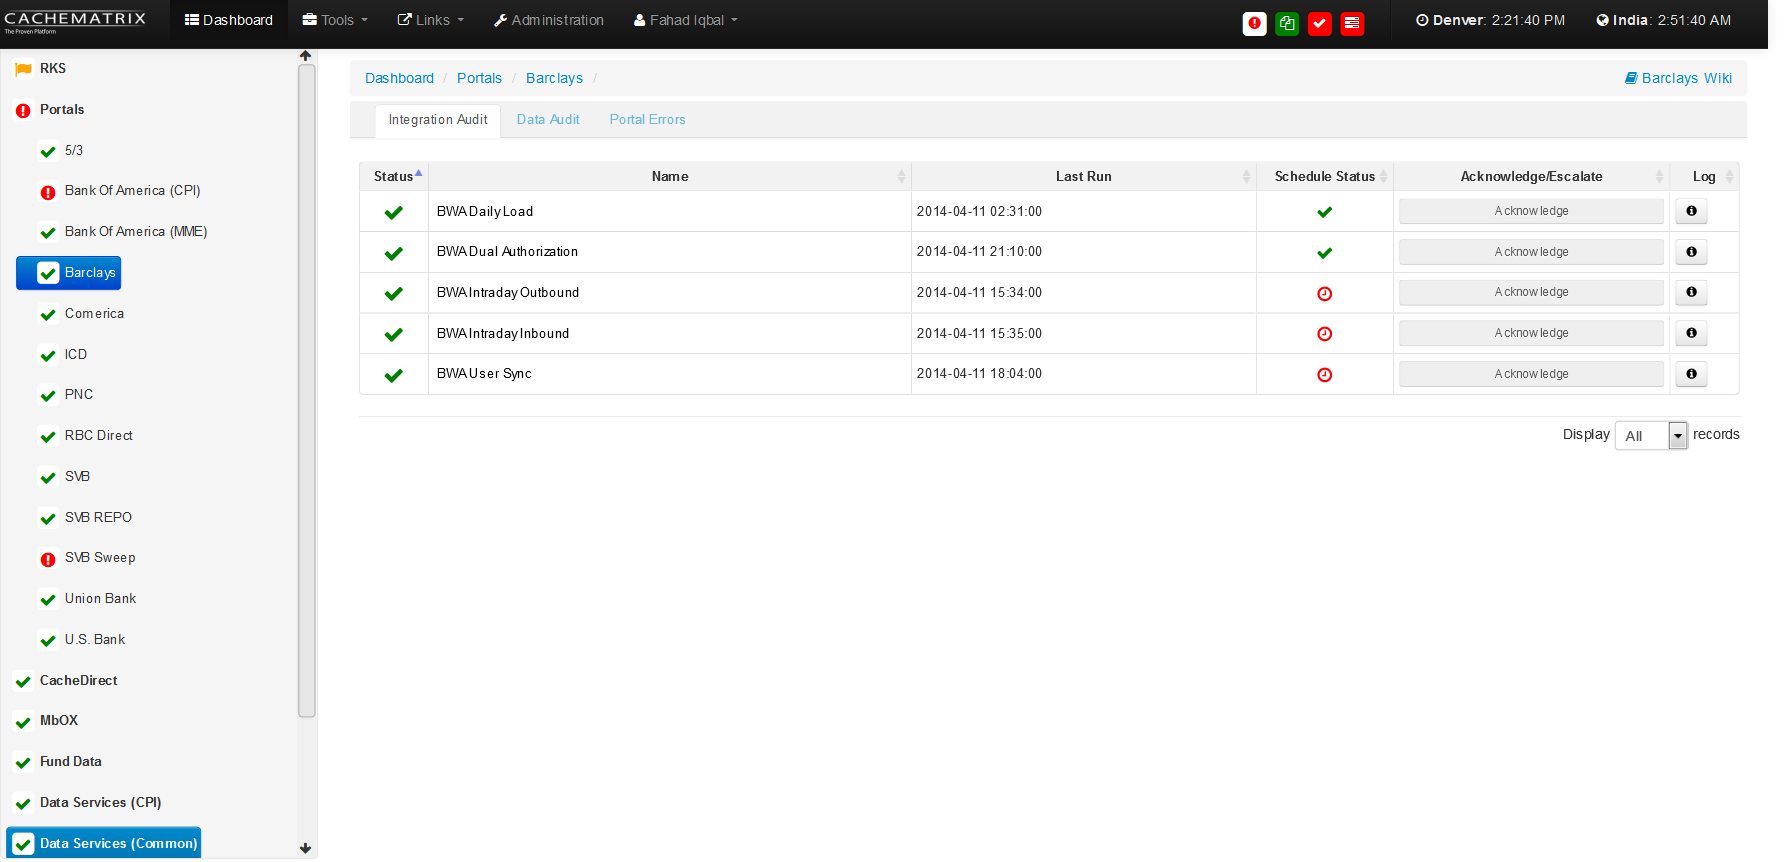 CACHEMATRIX
The Proven Platform
Dashboard
Tools
Links
Administration
Fahad Iqbal
Denver: 2:21:40 PM
India: 2:51:40 AM
RKS
Portals
5/3
Bank Of America (CPI)
Bank Of America (MME)
Barclays
Comerica
ICD
PNC
RBC Direct
SVB
SVB REPO
SVB Sweep
Union Bank
U.S. Bank
CacheDirect
MbOX
Fund Data
Data Services (CPI)
Data Services (Common)
Dashboard / Portals / Barclays /
Barclays Wiki
Integration Audit
Data Audit
Portal Errors
Status Name Last Run Schedule Status Acknowledge/Escalate Log
BWA Daily Load 2014-04-11 02:31:00 Acknowledge
BWA Dual Authorization 2014-04-11 21:10:00 Acknowledge
BWA Intraday Outbound 2014-04-11 15:34:00 Acknowledge
BWA Intraday Inbound 2014-04-11 15:35:00 Acknowledge
BWA User Sync 2014-04-11 18:04:00 Acknowledge
Display All records